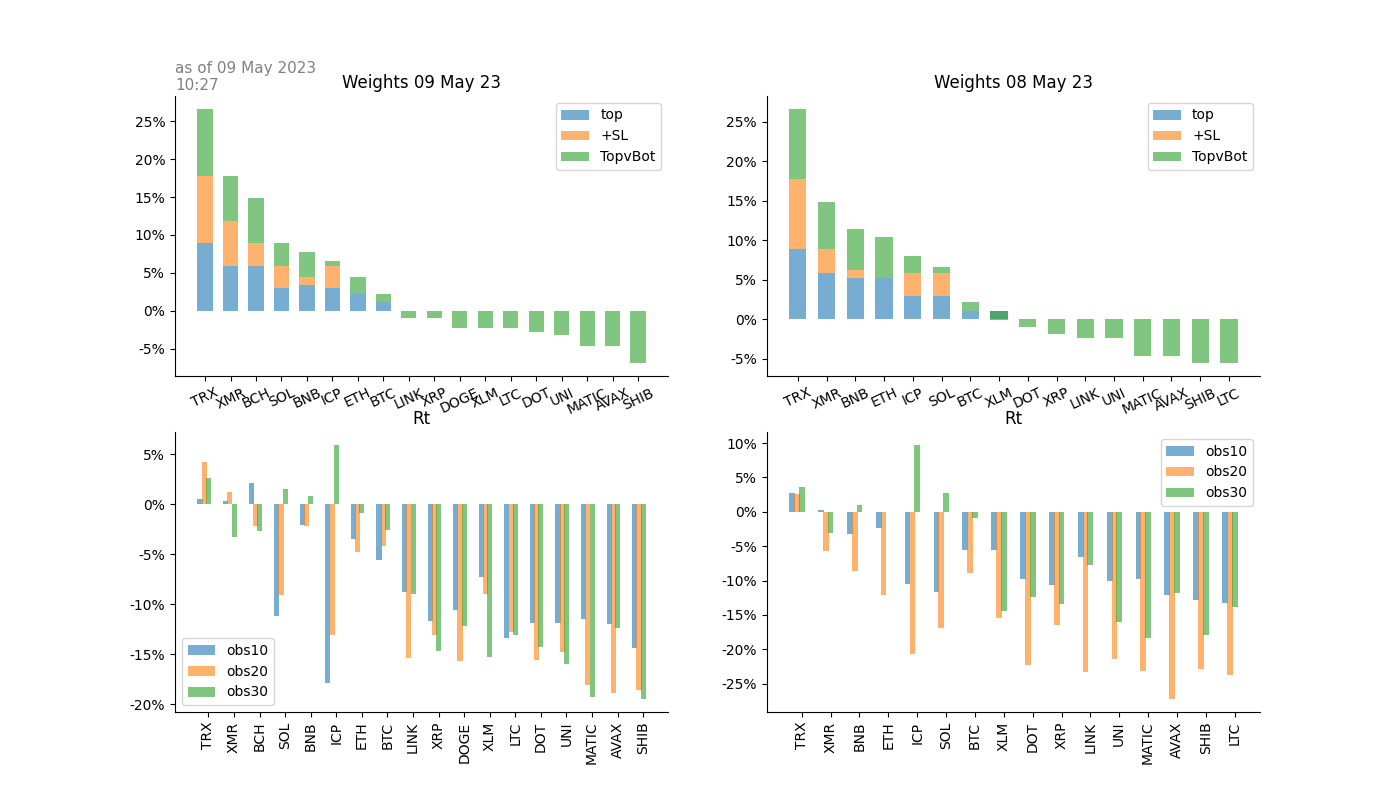 as of 09 May 2023
10:27
Weights 09 May 23
25%
20%
15%
10%
5%
0%
-5%
top
+SL
TopvBot
TRX XMR BCH SOL BNB ICP ETH BTC LINK XRP DOGE XLM LTC DOT UNI MATIC AVAX SHIB
Weights 08 May 23
25%
20%
15%
10%
5%
0%
-5%
top
+SL
TopvBot
TRX XMR BNB ETH ICP SOL BTC XLM DOT XRP LINK UNI MATIC AVAX SHIB LTC
Rt
5%
0%
-5%
-10%
-15%
-20%
obs10
obs20
obs30
TRX XMR BCH SOL BNB ICP ETH BTC LINK XRP DOGE XLM LTC DOT UNI MATIC AVAX SHIB
Rt
10%
5%
0%
-5%
-10%
-15%
-20%
-25%
obs10
obs20
obs30
TRX XMR BNB ETH ICP SOL BTC XLM DOT XRP LINK UNI MATIC AVAX SHIB LTC